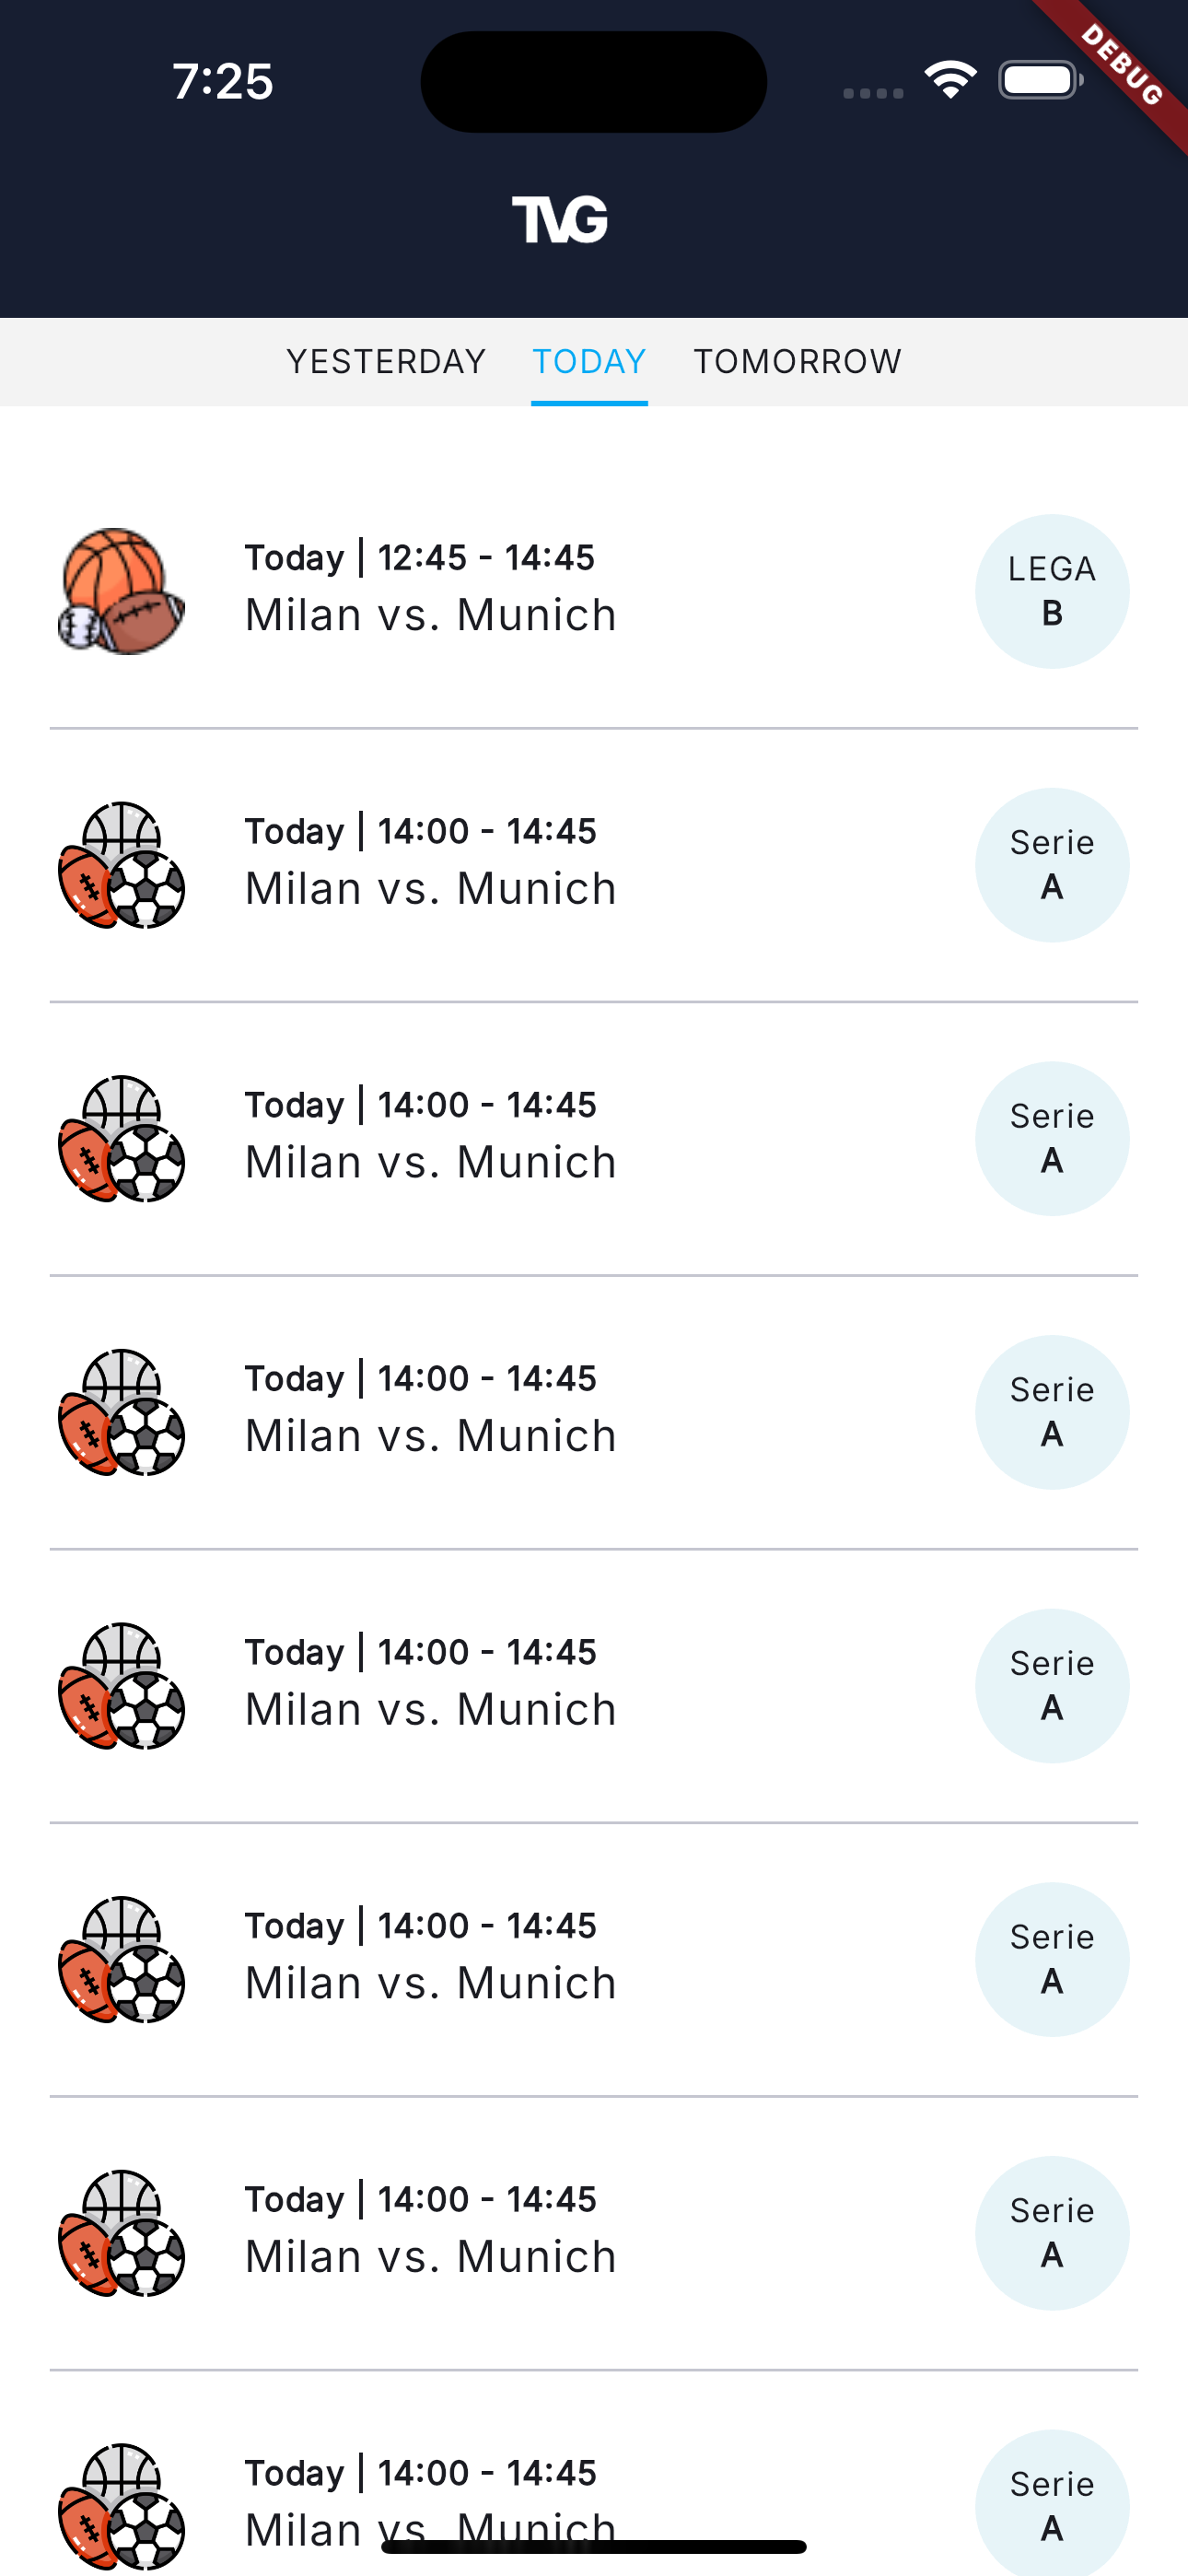 7:25
DEBUG
TVG
YESTERDAY TODAY TOMORROW
Today | 12:45 - 14:45
Milan vs. Munich
LEGA
B
Today | 14:00 - 14:45
Milan vs. Munich
Serie
A
Today | 14:00 - 14:45
Milan vs. Munich
Serie
A
Today | 14:00 - 14:45
Milan vs. Munich
Serie
A
Today | 14:00 - 14:45
Milan vs. Munich
Serie
A
Today | 14:00 - 14:45
Milan vs. Munich
Serie
A
Today | 14:00 - 14:45
Milan vs. Munich
Serie
A
Today | 14:00 - 14:45
Milan vs. Munich
Serie
A